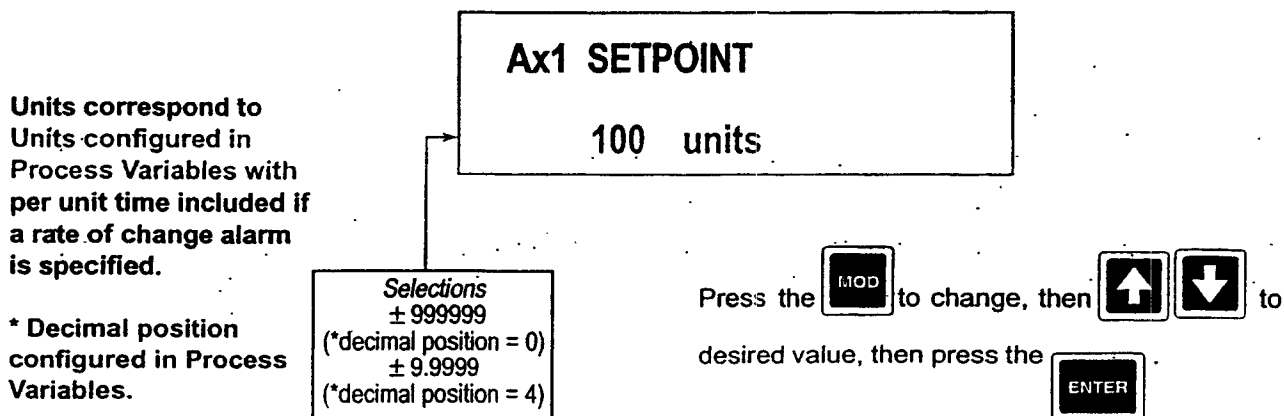 Ax1 SETPOINT
100 units
Units correspond to
Units configured in
Process Variables with
per unit time included if
a rate of change alarm
is specified.
* Decimal position
configured in Process
Variables.
Selections
± 999999
(*decimal position = 0)
± 9.9999
(*decimal position = 4)
Press the MOD to change, then to
desired value, then press the ENTER .